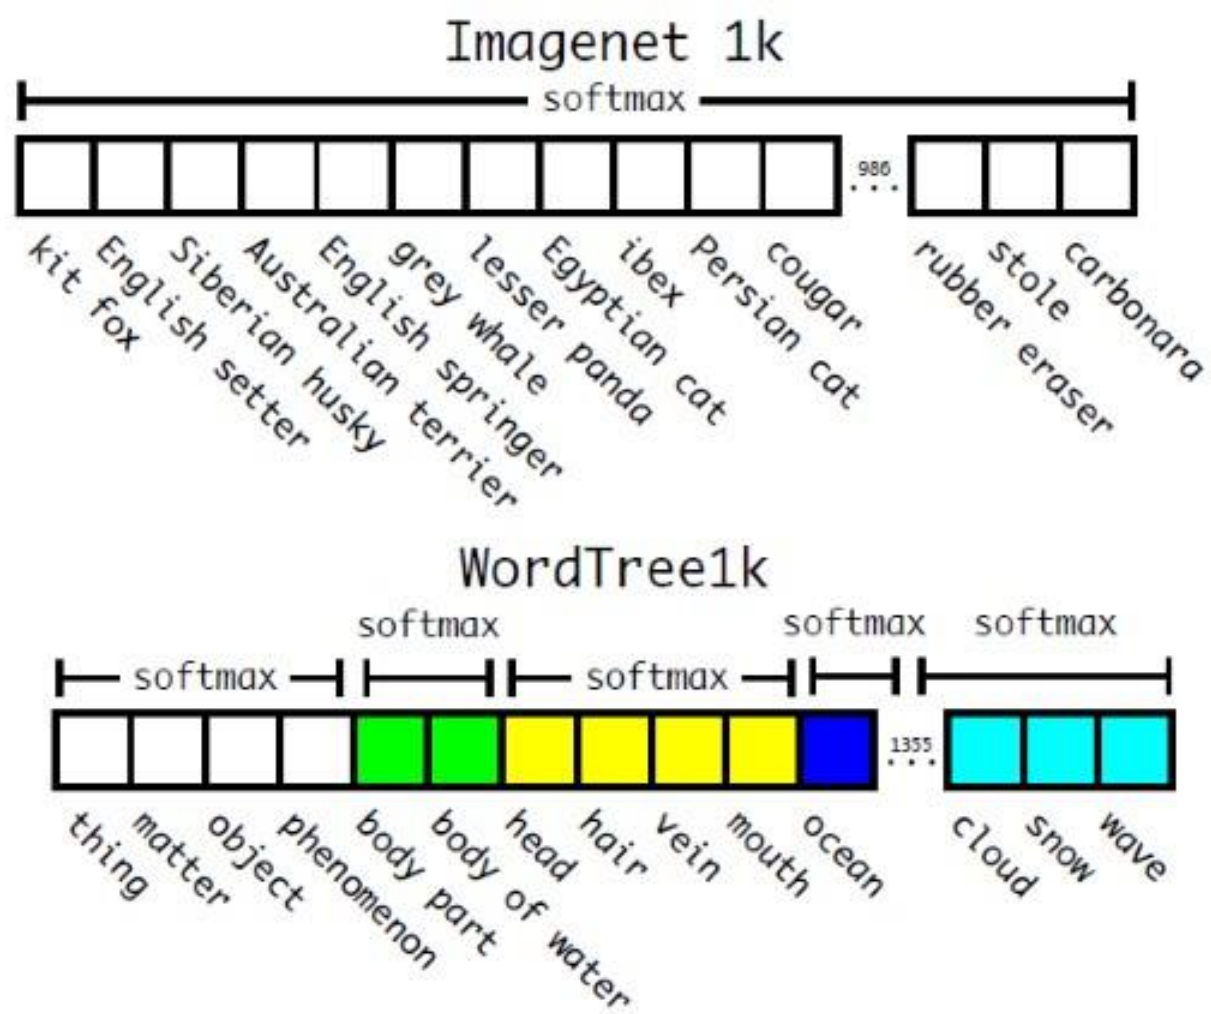 Imagenet 1k
softmax
986
...
kit fox
English setter
Siberian husky
Australian terrier
English springer
grey whale
lesser panda
Egyptian cat
ibex
Persian cat
cougar
rubber eraser
stole
carbonara
WordTree1k
softmax
softmax
softmax
softmax
softmax
1355
...
thing
matter
object
phenomenon
body part
body of water
head
hair
vein
mouth
ocean
cloud
snow
wave